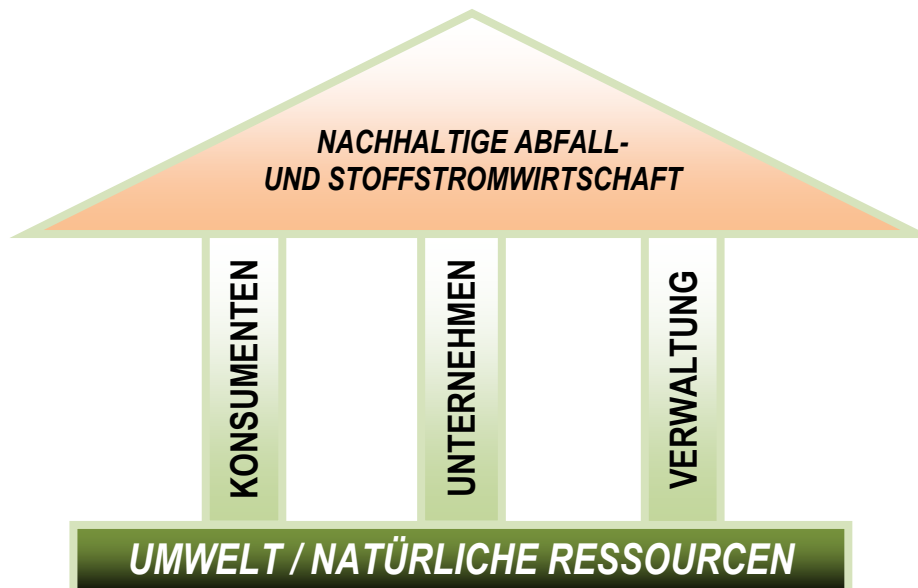 NACHHALTIGE ABFALL-
UND STOFFSTROMWIRTSCHAFT
KONSUMENTEN
UNTERNEHMEN
VERWALTUNG
UMWELT / NATÜRLICHE RESSOURCEN